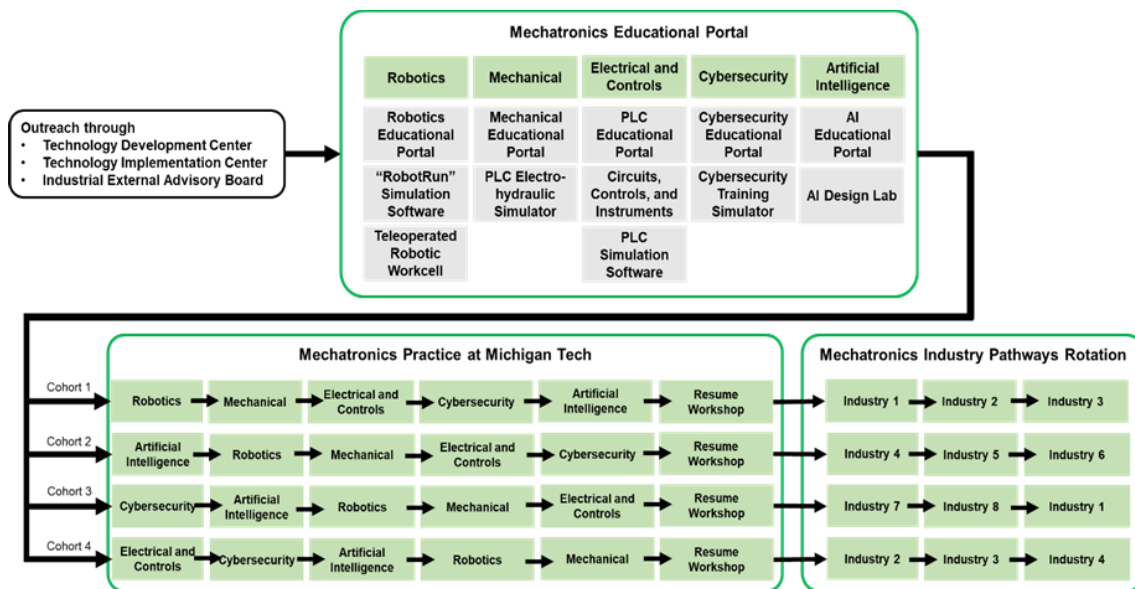 Mechatronics Educational Portal
Robotics
Mechanical
Electrical and
Controls
Cybersecurity
Artificial
Intelligence
Outreach through
• Technology Development Center
• Technology Implementation Center
• Industrial External Advisory Board
Robotics
Educational
Portal
Mechanical
Educational
Portal
PLC
Educational
Portal
Cybersecurity
Educational
Portal
AI
Educational
Portal
“RobotRun”
Simulation
Software
PLC Electro-
hydraulic
Simulator
Circuits,
Controls, and
Instruments
Cybersecurity
Training
Simulator
AI Design Lab
Teleoperated
Robotic
Workcell
PLC
Simulation
Software
Mechatronics Practice at Michigan Tech
Mechatronics Industry Pathways Rotation
Cohort 1
Robotics
Mechanical
Electrical and
Controls
Cybersecurity
Artificial
Intelligence
Resume
Workshop
Industry 1
Industry 2
Industry 3
Cohort 2
Artificial
Intelligence
Robotics
Mechanical
Electrical and
Controls
Cybersecurity
Resume
Workshop
Industry 4
Industry 5
Industry 6
Cohort 3
Cybersecurity
Artificial
Intelligence
Robotics
Mechanical
Electrical and
Controls
Resume
Workshop
Industry 7
Industry 8
Industry 1
Cohort 4
Electrical and
Controls
Cybersecurity
Artificial
Intelligence
Robotics
Mechanical
Resume
Workshop
Industry 2
Industry 3
Industry 4